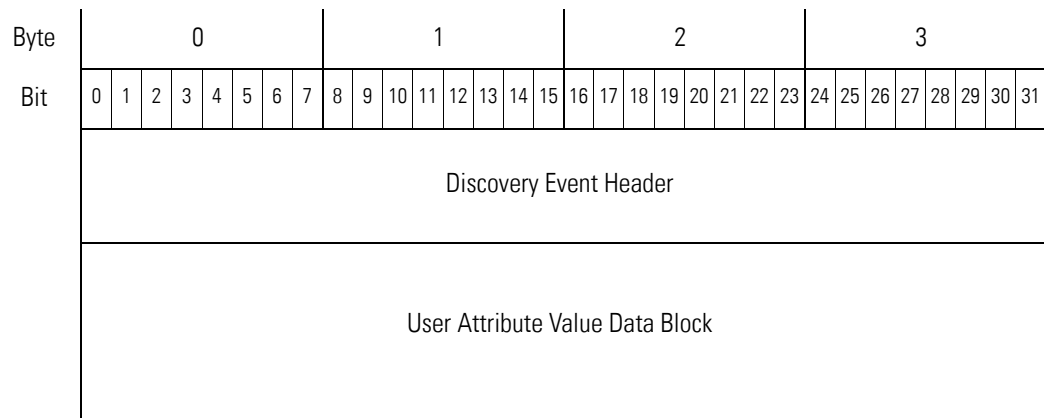 Byte 0 1 2 3
Bit 0 1 2 3 4 5 6 7 8 9 10 11 12 13 14 15 16 17 18 19 20 21 22 23 24 25 26 27 28 29 30 31
Discovery Event Header
User Attribute Value Data Block